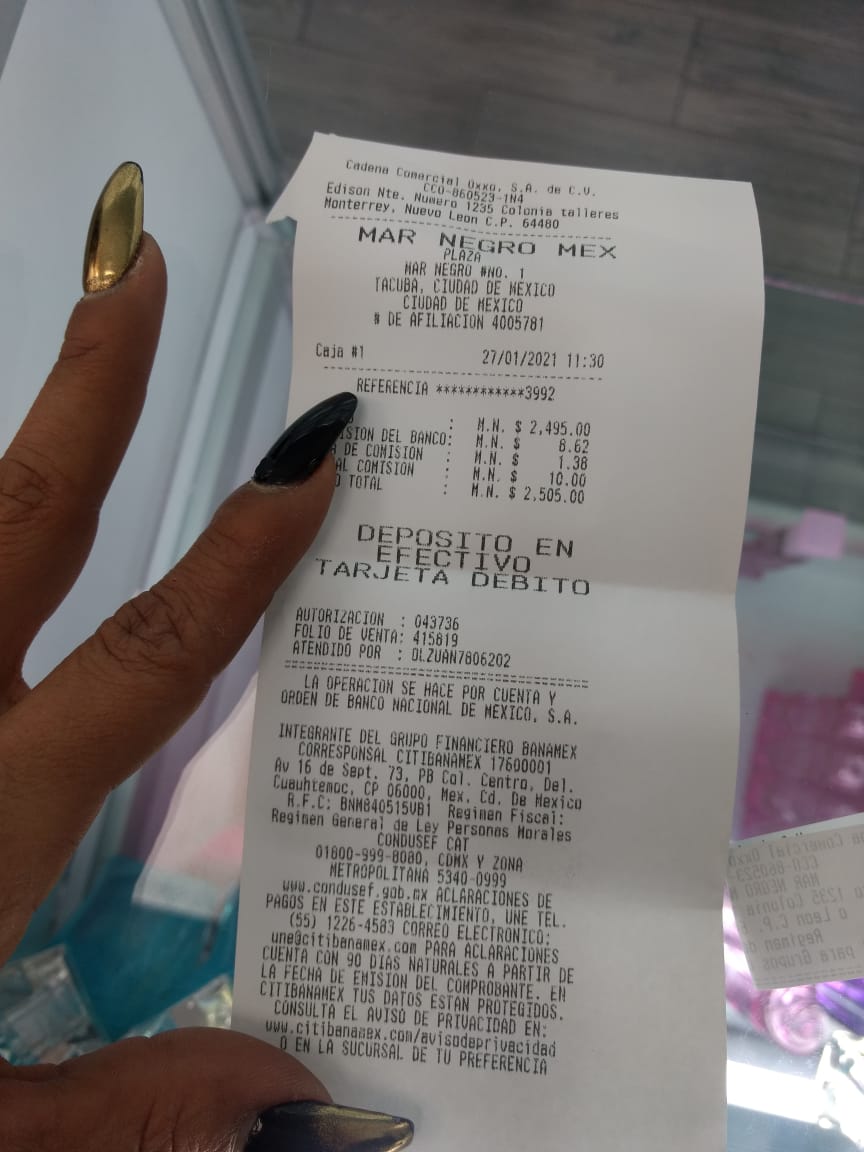 Cadena Comercial Oxxo, S.A. de C.V.
CCO-860523-1N4
Edison Nte. Numero 1235 Colonia talleres
Monterrey, Nuevo Leon C.P. 64480
MAR NEGRO MEX
PLAZA
MAR NEGRO #NO. 1
TACUBA, CIUDAD DE MEXICO
CIUDAD DE MEXICO
# DE AFILIACION 4005781
Caja #1 27/01/2021 11:30
REFERENCIA ************3992
: M.N. $ 2,495.00
ISION DEL BANCO: M.N. $ 8.62
DE COMISION : M.N. $ 1.38
AL COMISION : M.N. $ 10.00
TOTAL : M.N. $ 2,505.00
DEPOSITO EN
EFECTIVO
TARJETA DEBITO
AUTORIZACION : 043736
FOLIO DE VENTA: 415819
ATENDIDO POR : OLZUAN7806202
LA OPERACION SE HACE POR CUENTA Y
ORDEN DE BANCO NACIONAL DE MEXICO, S.A.
INTEGRANTE DEL GRUPO FINANCIERO BANAMEX
CORRESPONSAL CITIBANAMEX 17600001
Av 16 de Sept. 73, PB Col. Centro, Del.
Cuauhtemoc, CP 06000, Mex, Cd. De Mexico
R.F.C: BNM840515VB1 Regimen Fiscal:
Regimen General de Ley Personas Morales
CONDUSEF CAT
01800-999-8080, CDMX Y ZONA
METROPOLITANA 5340-0999
www.condusef.gob.mx ACLARACIONES DE
PAGOS EN ESTE ESTABLECIMIENTO, UNE TEL.
(55) 1226-4583 CORREO ELECTRONICO:
une@citibanamex.com PARA ACLARACIONES
CUENTA CON 90 DIAS NATURALES A PARTIR DE
LA FECHA DE EMISION DEL COMPROBANTE. EN
CITIBANAMEX TUS DATOS ESTAN PROTEGIDOS.
CONSULTA EL AVISO DE PRIVACIDAD EN:
www.citibanamex.com/avisodeprivacidad
O EN LA SUCURSAL DE TU PREFERENCIA